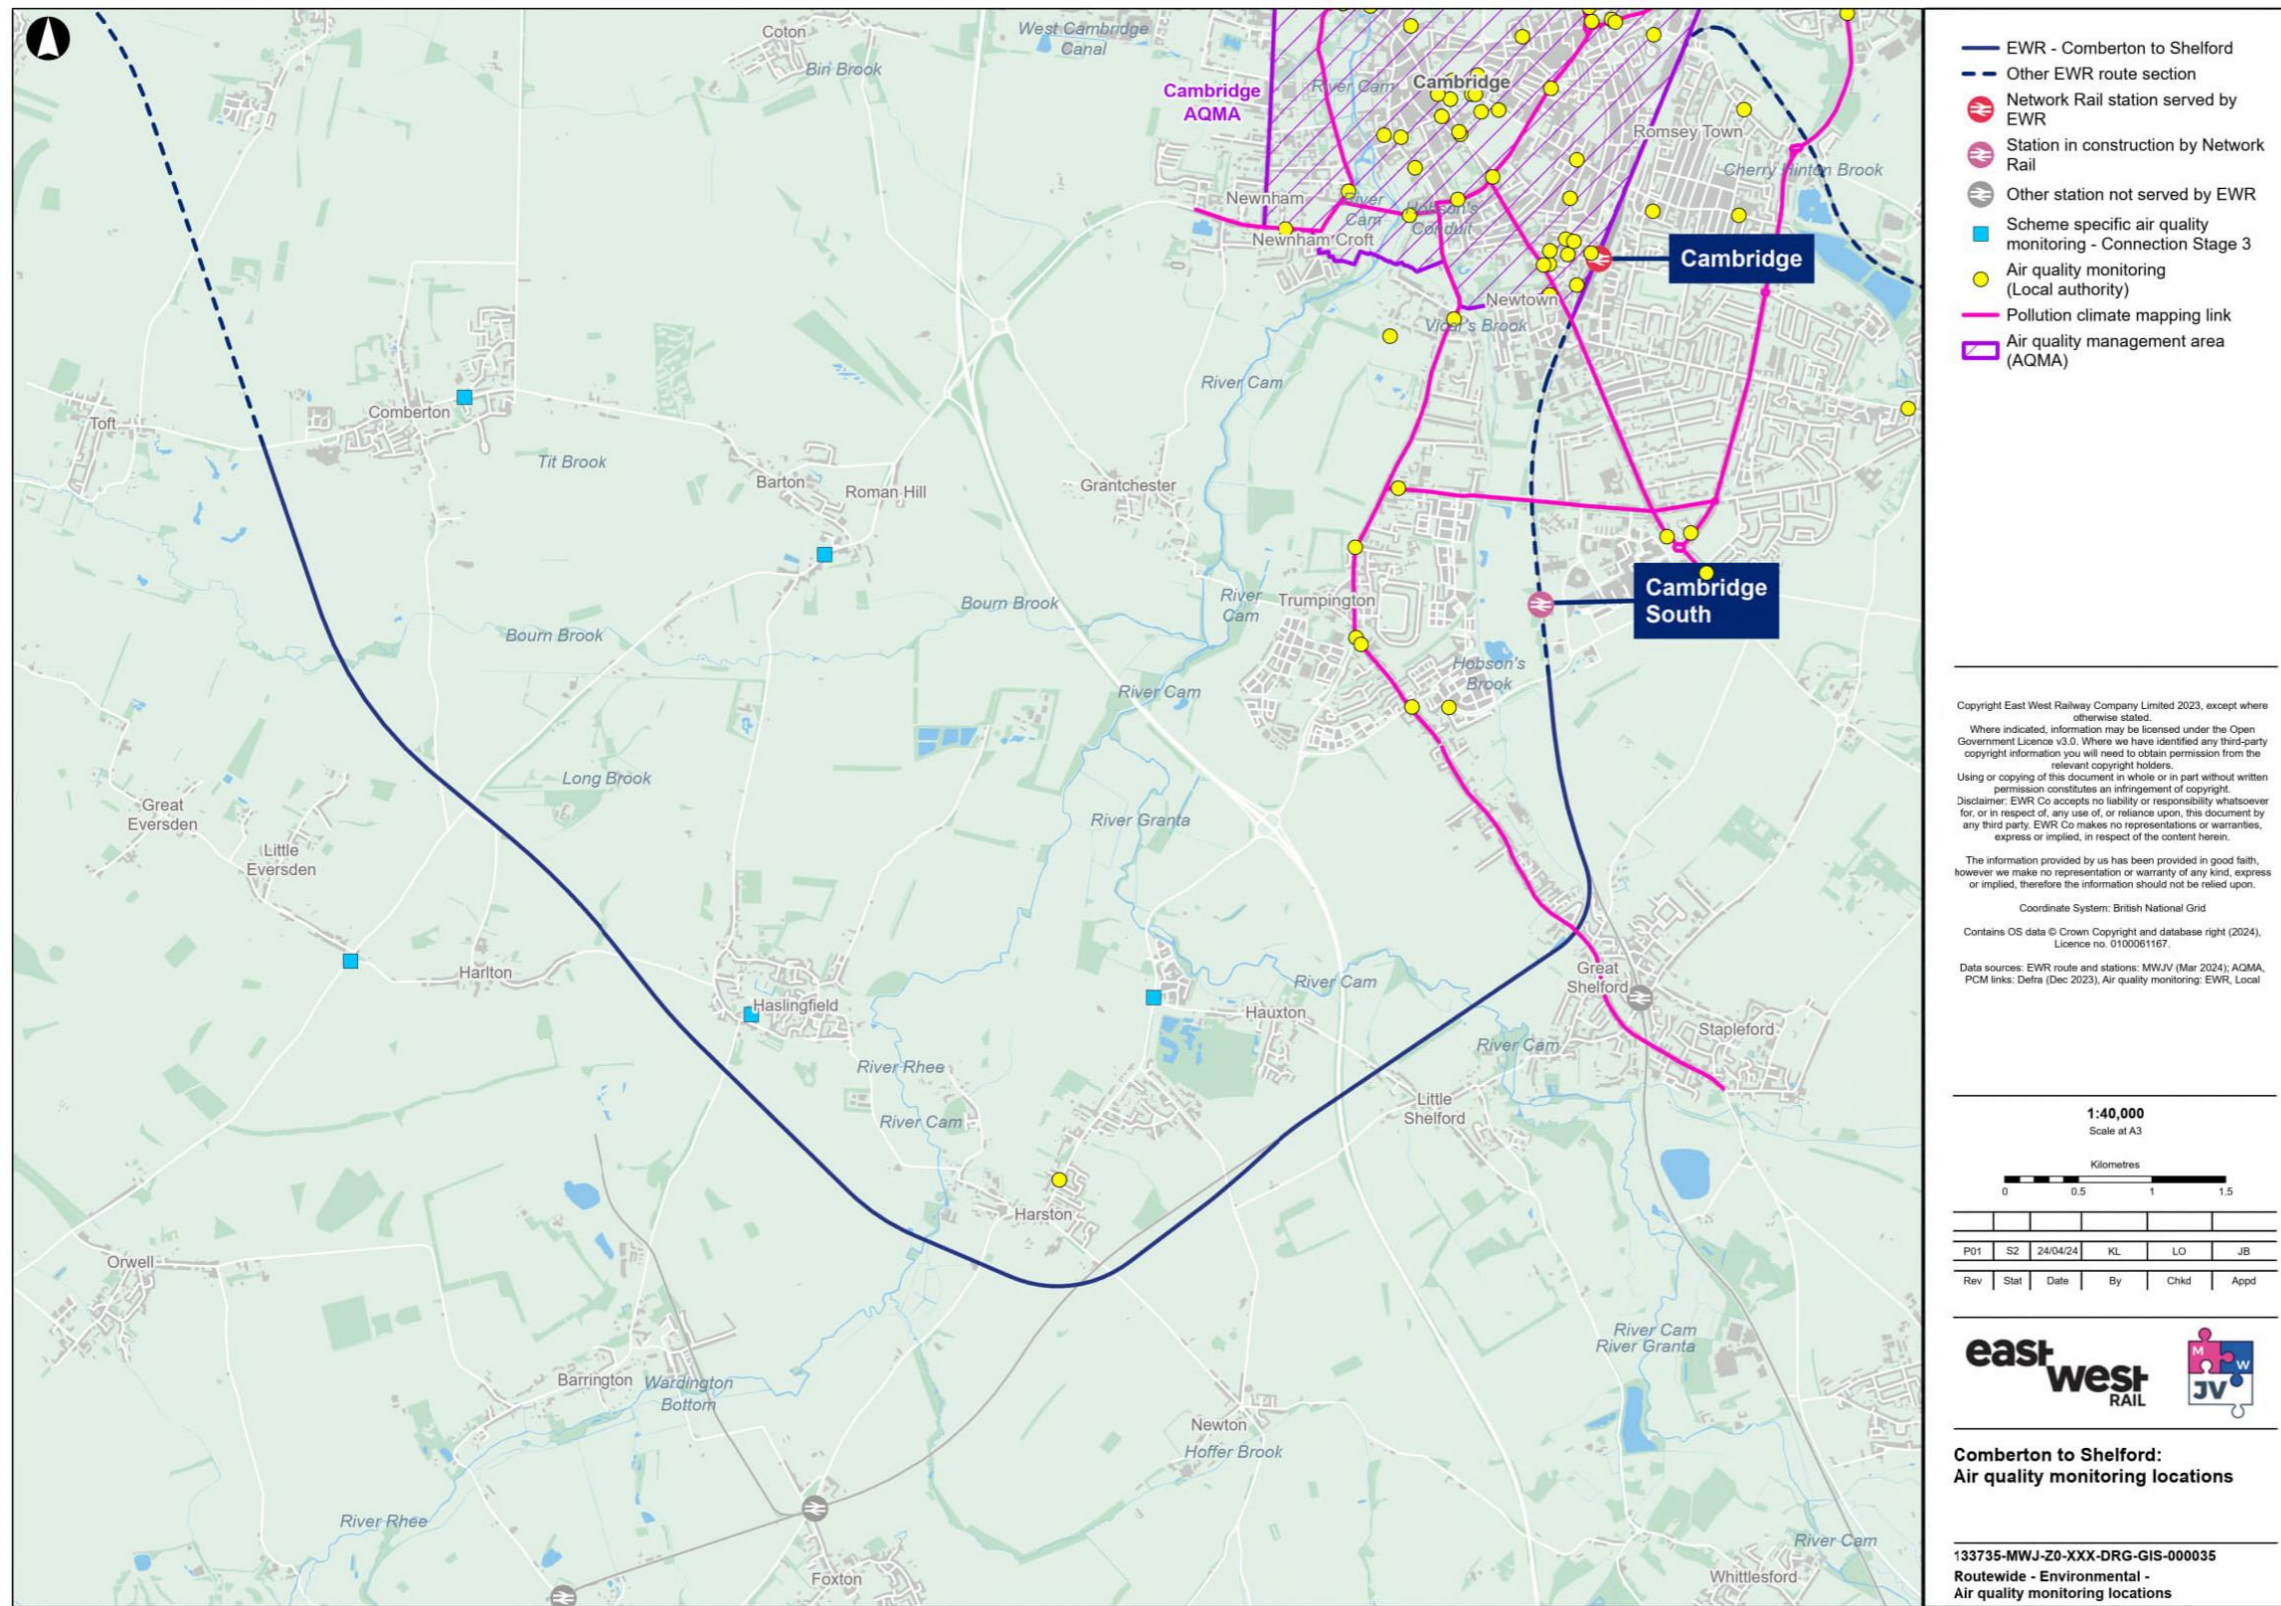 Coton
West Cambridge
Canal
Bin Brook
Cambridge
AQMA
River Cam
Cambridge
Romsey Town
Cherry Hinton Brook
Newnham
River
Cam
Hobson's
Conduit
Newnham Croft
Cambridge
Newtown
Vicar's Brook
River Cam
Toft
Comberton
Tit Brook
Barton
Roman Hill
Grantchester
Bourn Brook
Bourn Brook
River
Cam
Trumpington
Cambridge
South
Hobson's
Brook
River Cam
Long Brook
Great
Eversden
Little
Eversden
River Granta
Harlton
Haslingfield
Hauxton
River Cam
Great
Shelford
Stapleford
River Cam
River Rhee
River Cam
Little
Shelford
Harston
Orwell
Barrington
Wardington
Bottom
River Cam
River Granta
Newton
Hoffer Brook
River Rhee
Foxton
River Cam
Whittlesford
EWR - Comberton to Shelford
Other EWR route section
Network Rail station served by
EWR
Station in construction by Network
Rail
Other station not served by EWR
Scheme specific air quality
monitoring - Connection Stage 3
Air quality monitoring
(Local authority)
Pollution climate mapping link
Air quality management area
(AQMA)
Copyright East West Railway Company Limited 2023, except where
otherwise stated.
Where indicated, information may be licensed under the Open
Government Licence v3.0. Where we have identified any third-party
copyright information you will need to obtain permission from the
relevant copyright holders.
Using or copying of this document in whole or in part without written
permission constitutes an infringement of copyright.
Disclaimer: EWR Co accepts no liability or responsibility whatsoever
for, or in respect of, any use of, or reliance upon, this document by
any third party. EWR Co makes no representations or warranties,
express or implied, in respect of the content herein.
The information provided by us has been provided in good faith,
however we make no representation or warranty of any kind, express
or implied, therefore the information should not be relied upon.
Coordinate System: British National Grid
Contains OS data © Crown Copyright and database right (2024),
Licence no. 0100061167.
Data sources: EWR route and stations: MWJV (Mar 2024); AQMA,
PCM links: Defra (Dec 2023), Air quality monitoring: EWR, Local
1:40,000
Scale at A3
Kilometres
0 0.5 1 1.5
P01 S2 24/04/24 KL LO JB
Rev Stat Date By Chkd Appd
east
west
RAIL
M W
JV
Comberton to Shelford:
Air quality monitoring locations
133735-MWJ-Z0-XXX-DRG-GIS-000035
Routewide - Environmental -
Air quality monitoring locations